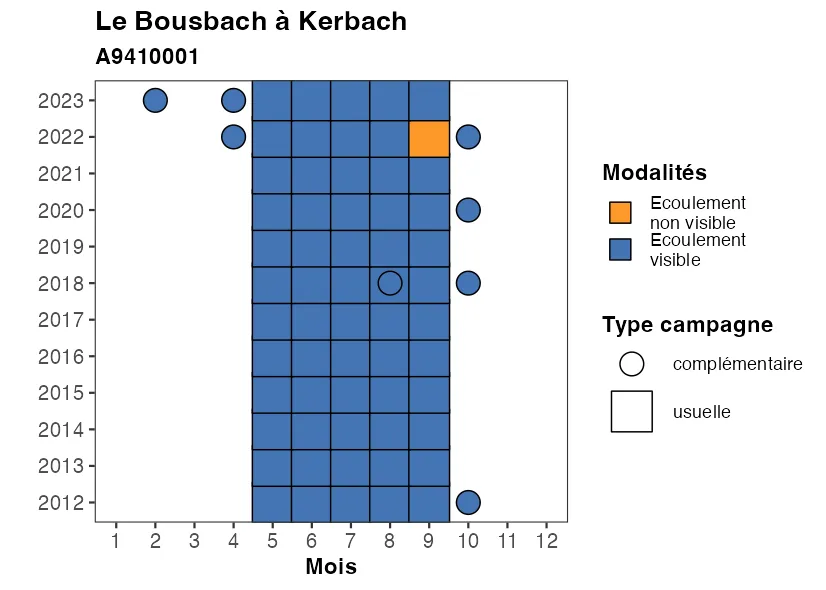 Le Bousbach à Kerbach
A9410001
2023
2022
2021
2020
2019
2018
2017
2016
2015
2014
2013
2012
1 2 3 4 5 6 7 8 9 10 11 12
Mois
Modalités
Ecoulement
non visible
Ecoulement
visible
Type campagne
complémentaire
usuelle